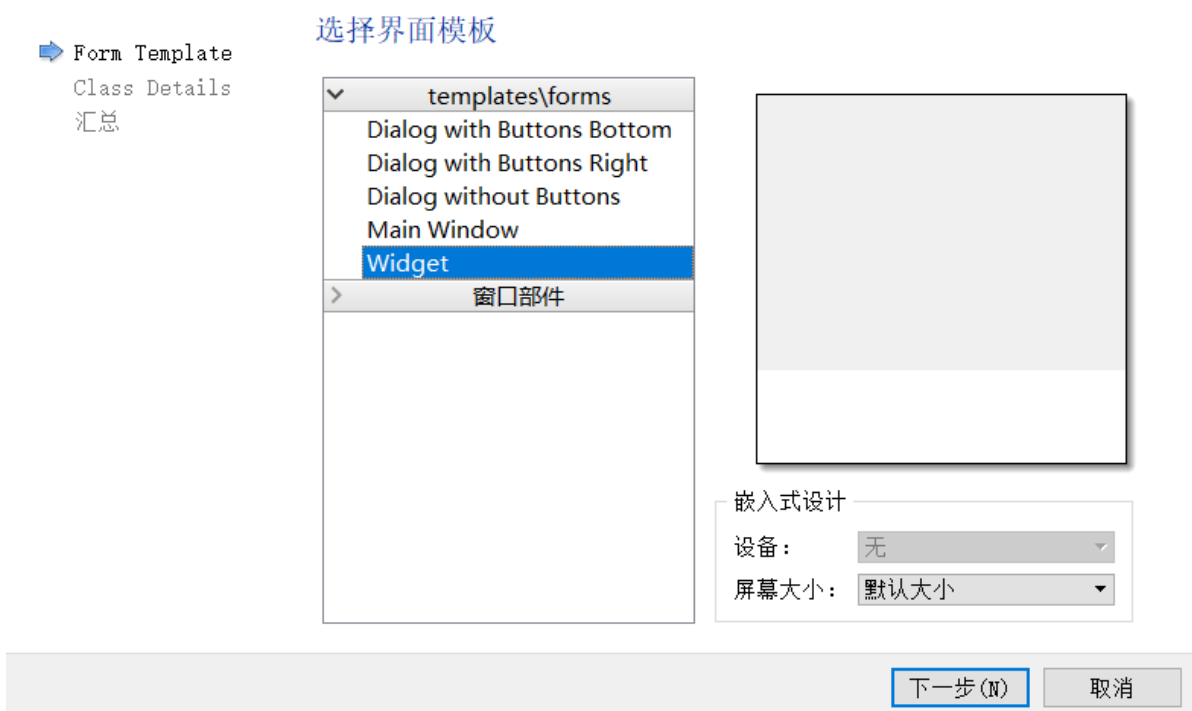 选择界面模板
Form Template
Class Details
汇总
templates\forms
Dialog with Buttons Bottom
Dialog with Buttons Right
Dialog without Buttons
Main Window
Widget
窗口部件
嵌入式设计
设备: 无
屏幕大小: 默认大小
下一步(N) 取消